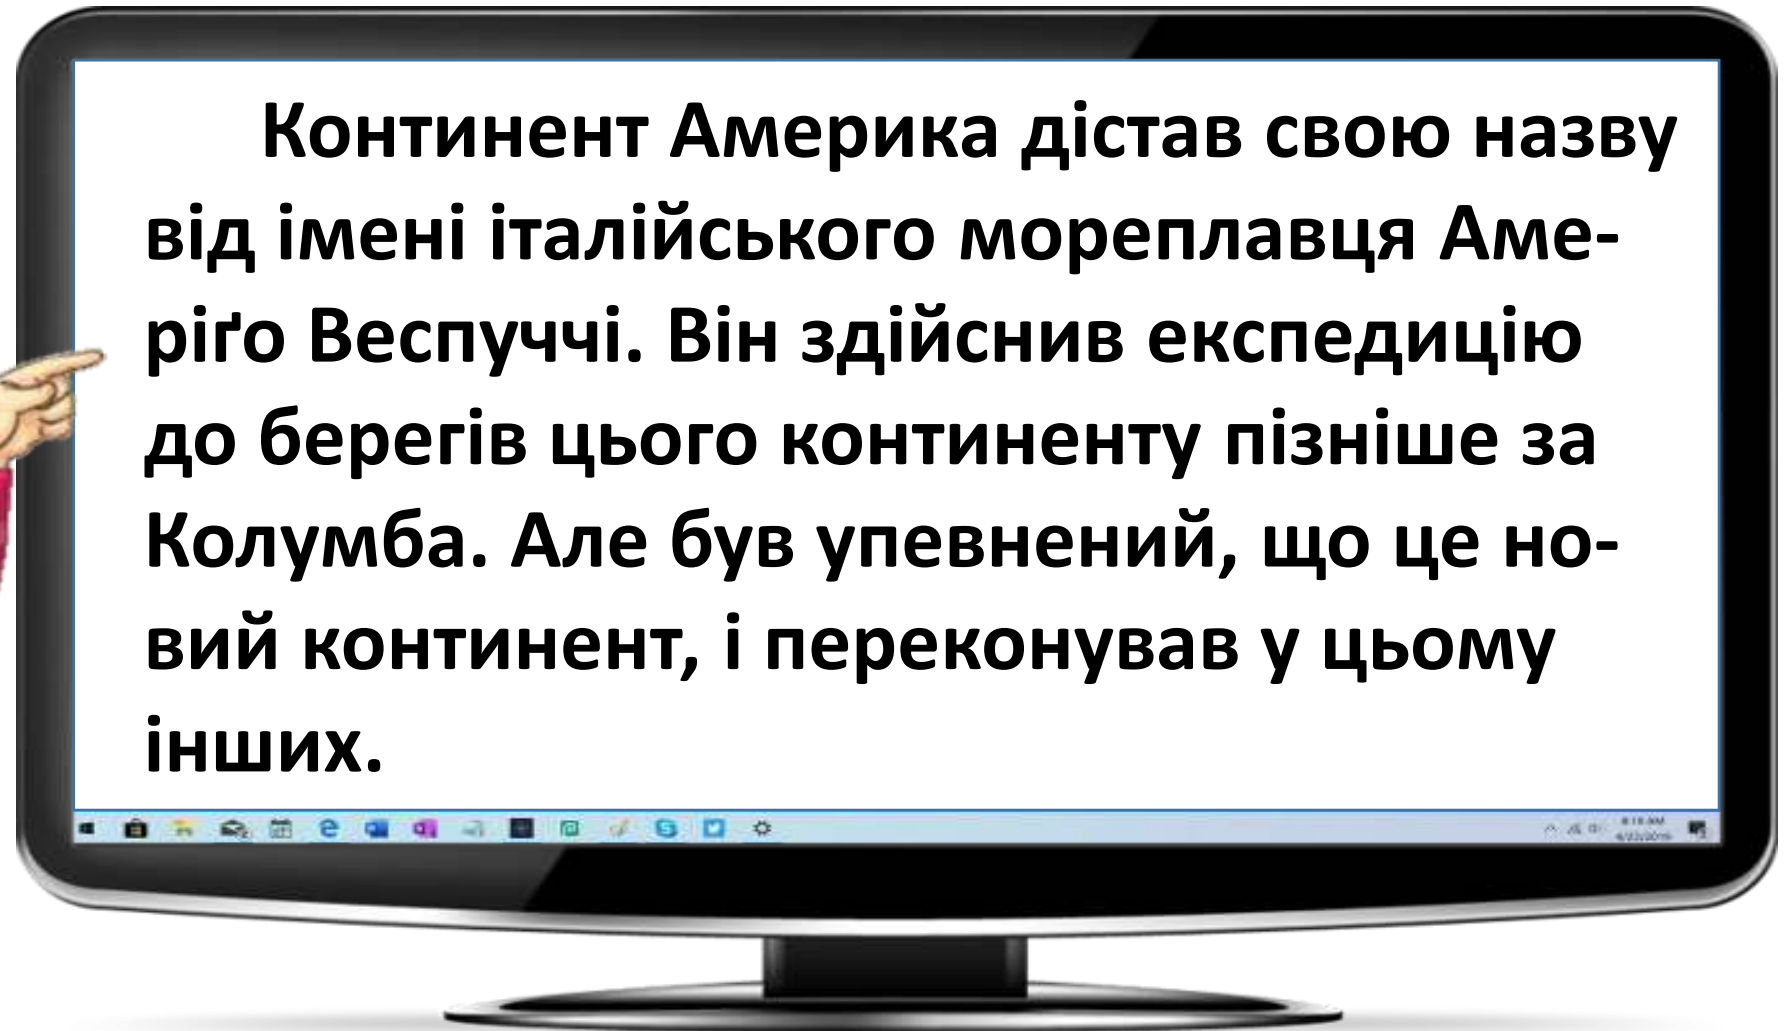 Континент Америка дістав свою назву
від імені італійського мореплавця Аме-
ріґо Веспуччі. Він здійснив експедицію
до берегів цього континенту пізніше за
Колумба. Але був упевнений, що це но-
вий континент, і переконував у цьому
інших.